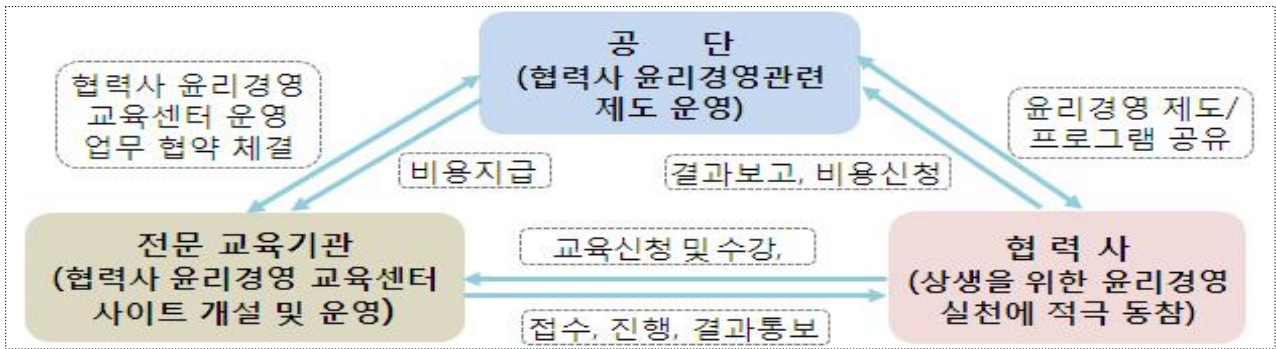 공 단
(협력사 윤리경영관련
제도 운영)
협력사 윤리경영
교육센터 운영
업무 협약 체결
윤리경영 제도/
프로그램 공유
비용지급
결과보고, 비용신청
전문 교육기관
(협력사 윤리경영 교육센터
사이트 개설 및 운영)
교육신청 및 수강,
접수, 진행, 결과통보
협 력 사
(상생을 위한 윤리경영
실천에 적극 동참)